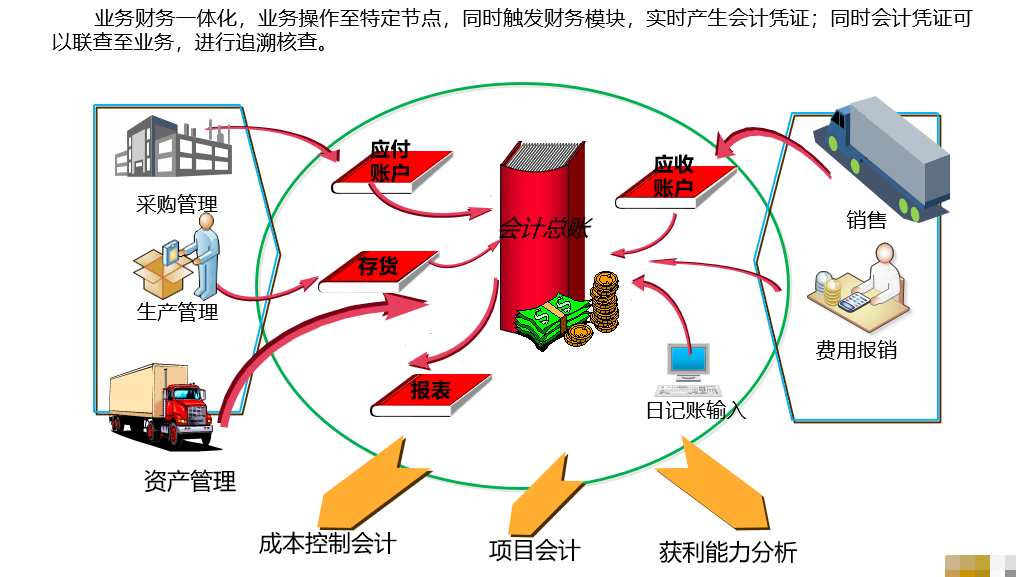 业务财务一体化，业务操作至特定节点，同时触发财务模块，实时产生会计凭证；同时会计凭证可
以联查至业务，进行追溯核查。
应付
账户
应收
账户
采购管理
销售
会计总账
存货
生产管理
费用报销
报表
日记账输入
资产管理
成本控制会计
项目会计
获利能力分析